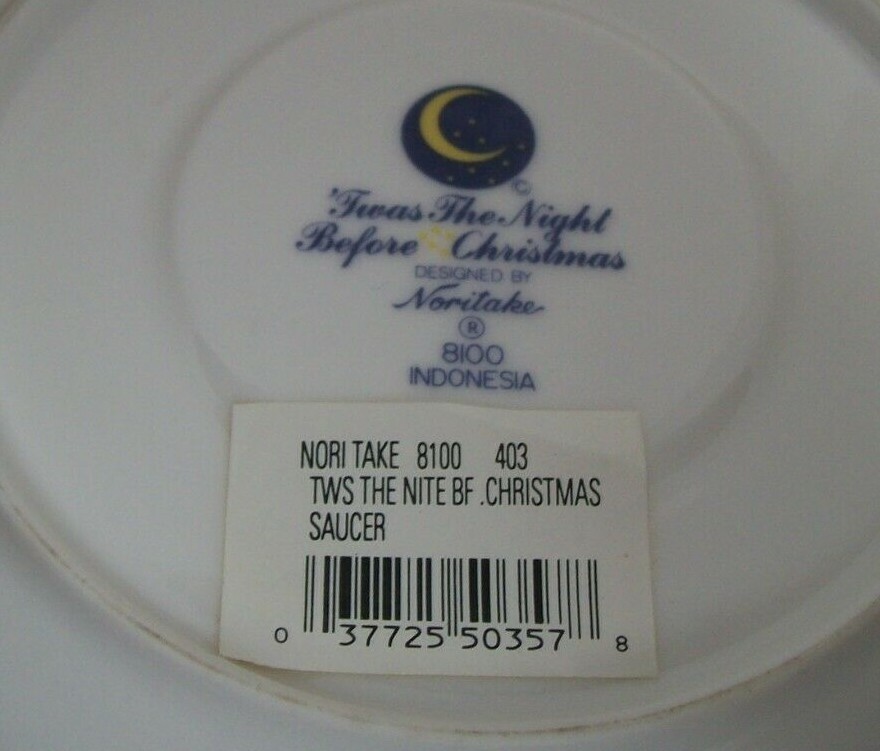 ©
'Twas The Night
Before Christmas
DESIGNED BY
Noritake
®
8100
INDONESIA
NORI TAKE 8100 403
TWS THE NITE BF .CHRISTMAS
SAUCER
0 37725 50357 8